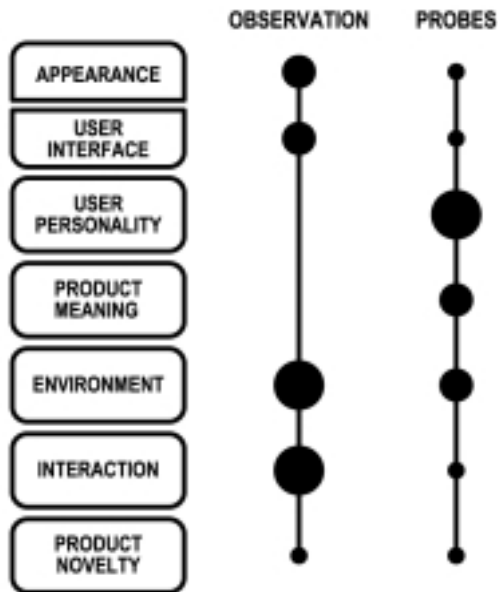 OBSERVATION PROBES
APPEARANCE
USER
INTERFACE
USER
PERSONALITY
PRODUCT
MEANING
ENVIRONMENT
INTERACTION
PRODUCT
NOVELTY